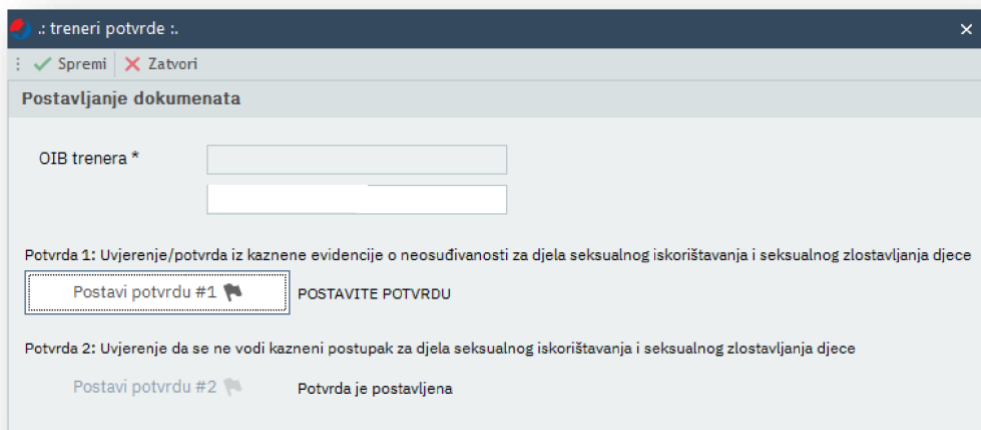 .: treneri potvrde :.
Spremi Zatvori
Postavljanje dokumenata
OIB trenera *
Potvrda 1: Uvjerenje/potvrda iz kaznene evidencije o neosuđivanosti za djela seksualnog iskorištavanja i seksualnog zlostavljanja djece
Postavi potvrdu #1 POSTAVITE POTVRDU
Potvrda 2: Uvjerenje da se ne vodi kazneni postupak za djela seksualnog iskorištavanja i seksualnog zlostavljanja djece
Postavi potvrdu #2 Potvrda je postavljena